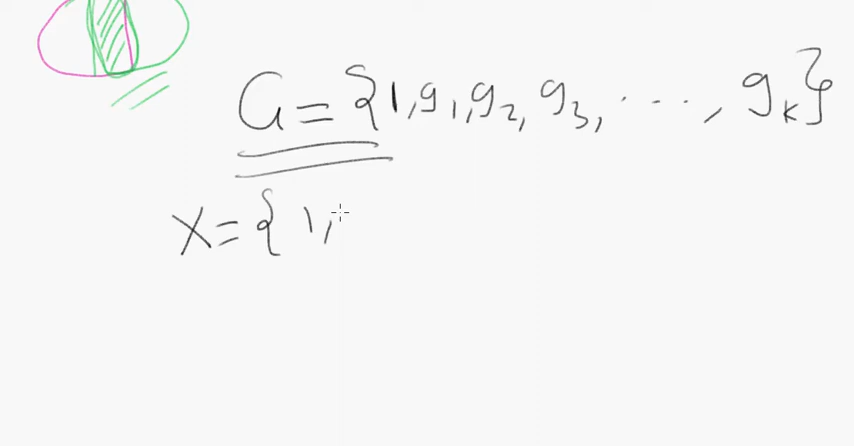 G = {1, g₁, g₂, g₃, ..., gₖ}
X = { 1,